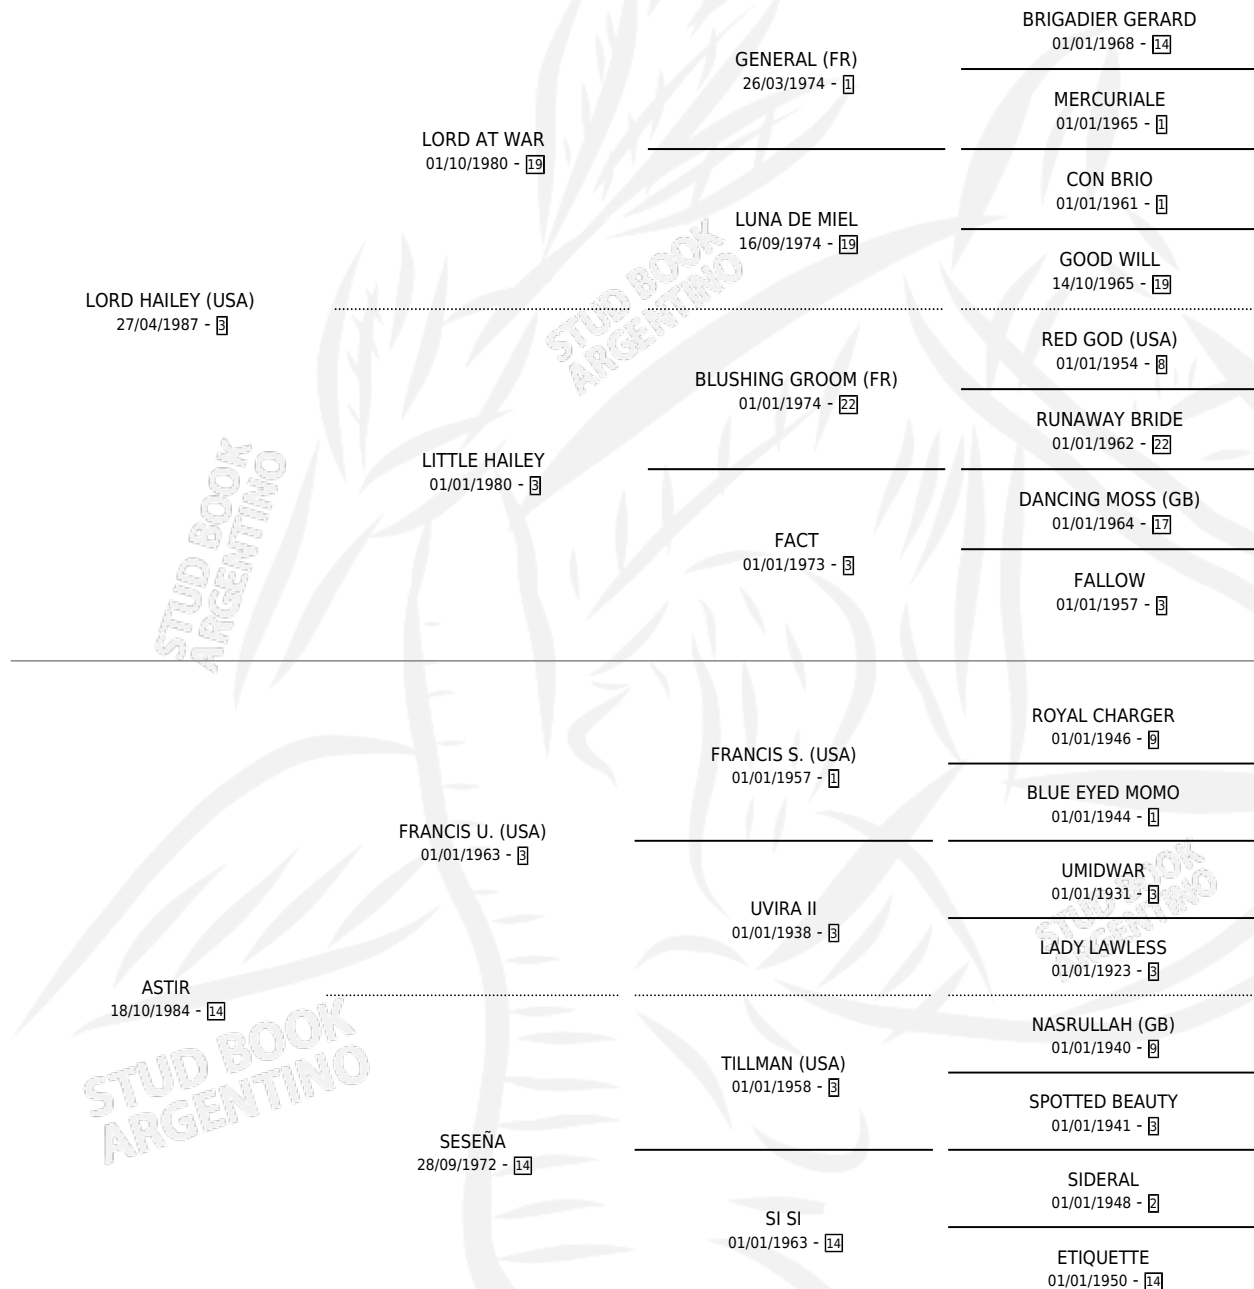 BRIGADIER GERARD
01/01/1968 - 14
GENERAL (FR)
26/03/1974 - 1
MERCURIALE
01/01/1965 - 1
LORD AT WAR
01/10/1980 - 19
CON BRIO
01/01/1961 - 1
LUNA DE MIEL
16/09/1974 - 19
GOOD WILL
14/10/1965 - 19
LORD HAILEY (USA)
27/04/1987 - 3
RED GOD (USA)
01/01/1954 - 8
BLUSHING GROOM (FR)
01/01/1974 - 22
RUNAWAY BRIDE
01/01/1962 - 22
LITTLE HAILEY
01/01/1980 - 3
DANCING MOSS (GB)
01/01/1964 - 17
FACT
01/01/1973 - 3
FALLOW
01/01/1957 - 3
ROYAL CHARGER
01/01/1946 - 9
FRANCIS S. (USA)
01/01/1957 - 1
BLUE EYED MOMO
01/01/1944 - 1
FRANCIS U. (USA)
01/01/1963 - 3
UMIDWAR
01/01/1931 - 3
UVIRA II
01/01/1938 - 3
LADY LAWLESS
01/01/1923 - 3
ASTIR
18/10/1984 - 14
NASRULLAH (GB)
01/01/1940 - 9
TILLMAN (USA)
01/01/1958 - 3
SPOTTED BEAUTY
01/01/1941 - 3
SESEÑA
28/09/1972 - 14
SIDERAL
01/01/1948 - 2
SI SI
01/01/1963 - 14
ETIQUETTE
01/01/1950 - 14
STUD BOOK
ARGENTINO
STUD BOOK
ARGENTINO
STUD BOOK
ARGENTINO
STUD BOOK
ARGENTINO